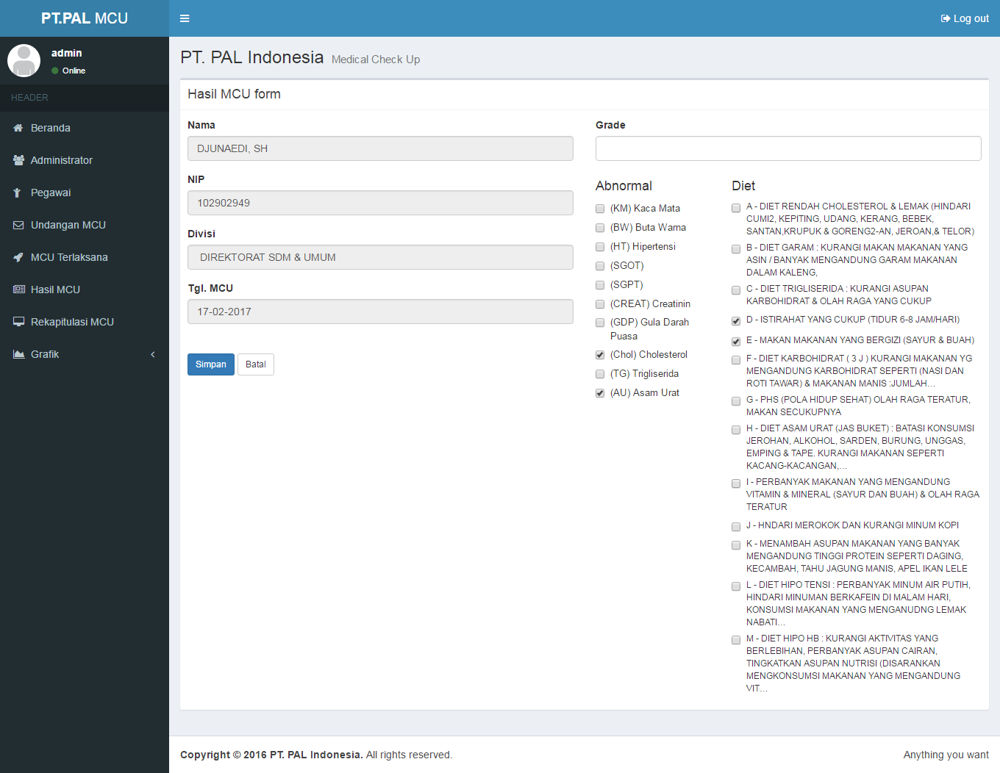 PT.PAL MCU
Log out
admin
Online
HEADER
Beranda
Administrator
Pegawai
Undangan MCU
MCU Terlaksana
Hasil MCU
Rekapitulasi MCU
Grafik
PT. PAL Indonesia Medical Check Up
Hasil MCU form
Nama
DJUNAEDI, SH
NIP
102902949
Divisi
DIREKTORAT SDM & UMUM
Tgl. MCU
17-02-2017
Simpan Batal
Grade
Abnormal
(KM) Kaca Mata
(BW) Buta Warna
(HT) Hipertensi
(SGOT)
(SGPT)
(CREAT) Creatinin
(GDP) Gula Darah
Puasa
(Chol) Cholesterol
(TG) Trigliserida
(AU) Asam Urat
Diet
A - DIET RENDAH CHOLESTEROL & LEMAK (HINDARI
CUMI2, KEPITING, UDANG, KERANG, BEBEK,
SANTAN,KRUPUK & GORENG2-AN, JEROAN,& TELOR)
B - DIET GARAM : KURANGI MAKAN MAKANAN YANG
ASIN / BANYAK MENGANDUNG GARAM MAKANAN
DALAM KALENG,
C - DIET TRIGLISERIDA : KURANGI ASUPAN
KARBOHIDRAT & OLAH RAGA YANG CUKUP
D - ISTIRAHAT YANG CUKUP (TIDUR 6-8 JAM/HARI)
E - MAKAN MAKANAN YANG BERGIZI (SAYUR & BUAH)
F - DIET KARBOHIDRAT ( 3 J ) KURANGI MAKANAN YG
MENGANDUNG KARBOHIDRAT SEPERTI (NASI DAN
ROTI TAWAR) & MAKANAN MANIS :JUMLAH...
G - PHS (POLA HIDUP SEHAT) OLAH RAGA TERATUR,
MAKAN SECUKUPNYA
H - DIET ASAM URAT (JAS BUKET) : BATASI KONSUMSI
JEROHAN, ALKOHOL, SARDEN, BURUNG, UNGGAS,
EMPING & TAPE. KURANGI MAKANAN SEPERTI
KACANG-KACANGAN,...
I - PERBANYAK MAKANAN YANG MENGANDUNG
VITAMIN & MINERAL (SAYUR DAN BUAH) & OLAH RAGA
TERATUR
J - HNDARI MEROKOK DAN KURANGI MINUM KOPI
K - MENAMBAH ASUPAN MAKANAN YANG BANYAK
MENGANDUNG TINGGI PROTEIN SEPERTI DAGING,
KECAMBAH, TAHU JAGUNG MANIS, APEL IKAN LELE
L - DIET HIPO TENSI : PERBANYAK MINUM AIR PUTIH,
HINDARI MINUMAN BERKAFEIN DI MALAM HARI,
KONSUMSI MAKANAN YANG MENGANUDNG LEMAK
NABATI...
M - DIET HIPO HB : KURANGI AKTIVITAS YANG
BERLEBIHAN, PERBANYAK ASUPAN CAIRAN,
TINGKATKAN ASUPAN NUTRISI (DISARANKAN
MENGKONSUMSI MAKANAN YANG MENGANDUNG
VIT...
Copyright © 2016 PT. PAL Indonesia. All rights reserved.
Anything you want